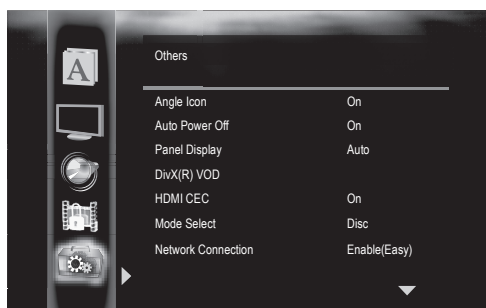 A
Others
Angle Icon On
Auto Power Off On
Panel Display Auto
DivX(R) VOD
HDMI CEC On
Mode Select Disc
Network Connection Enable(Easy)